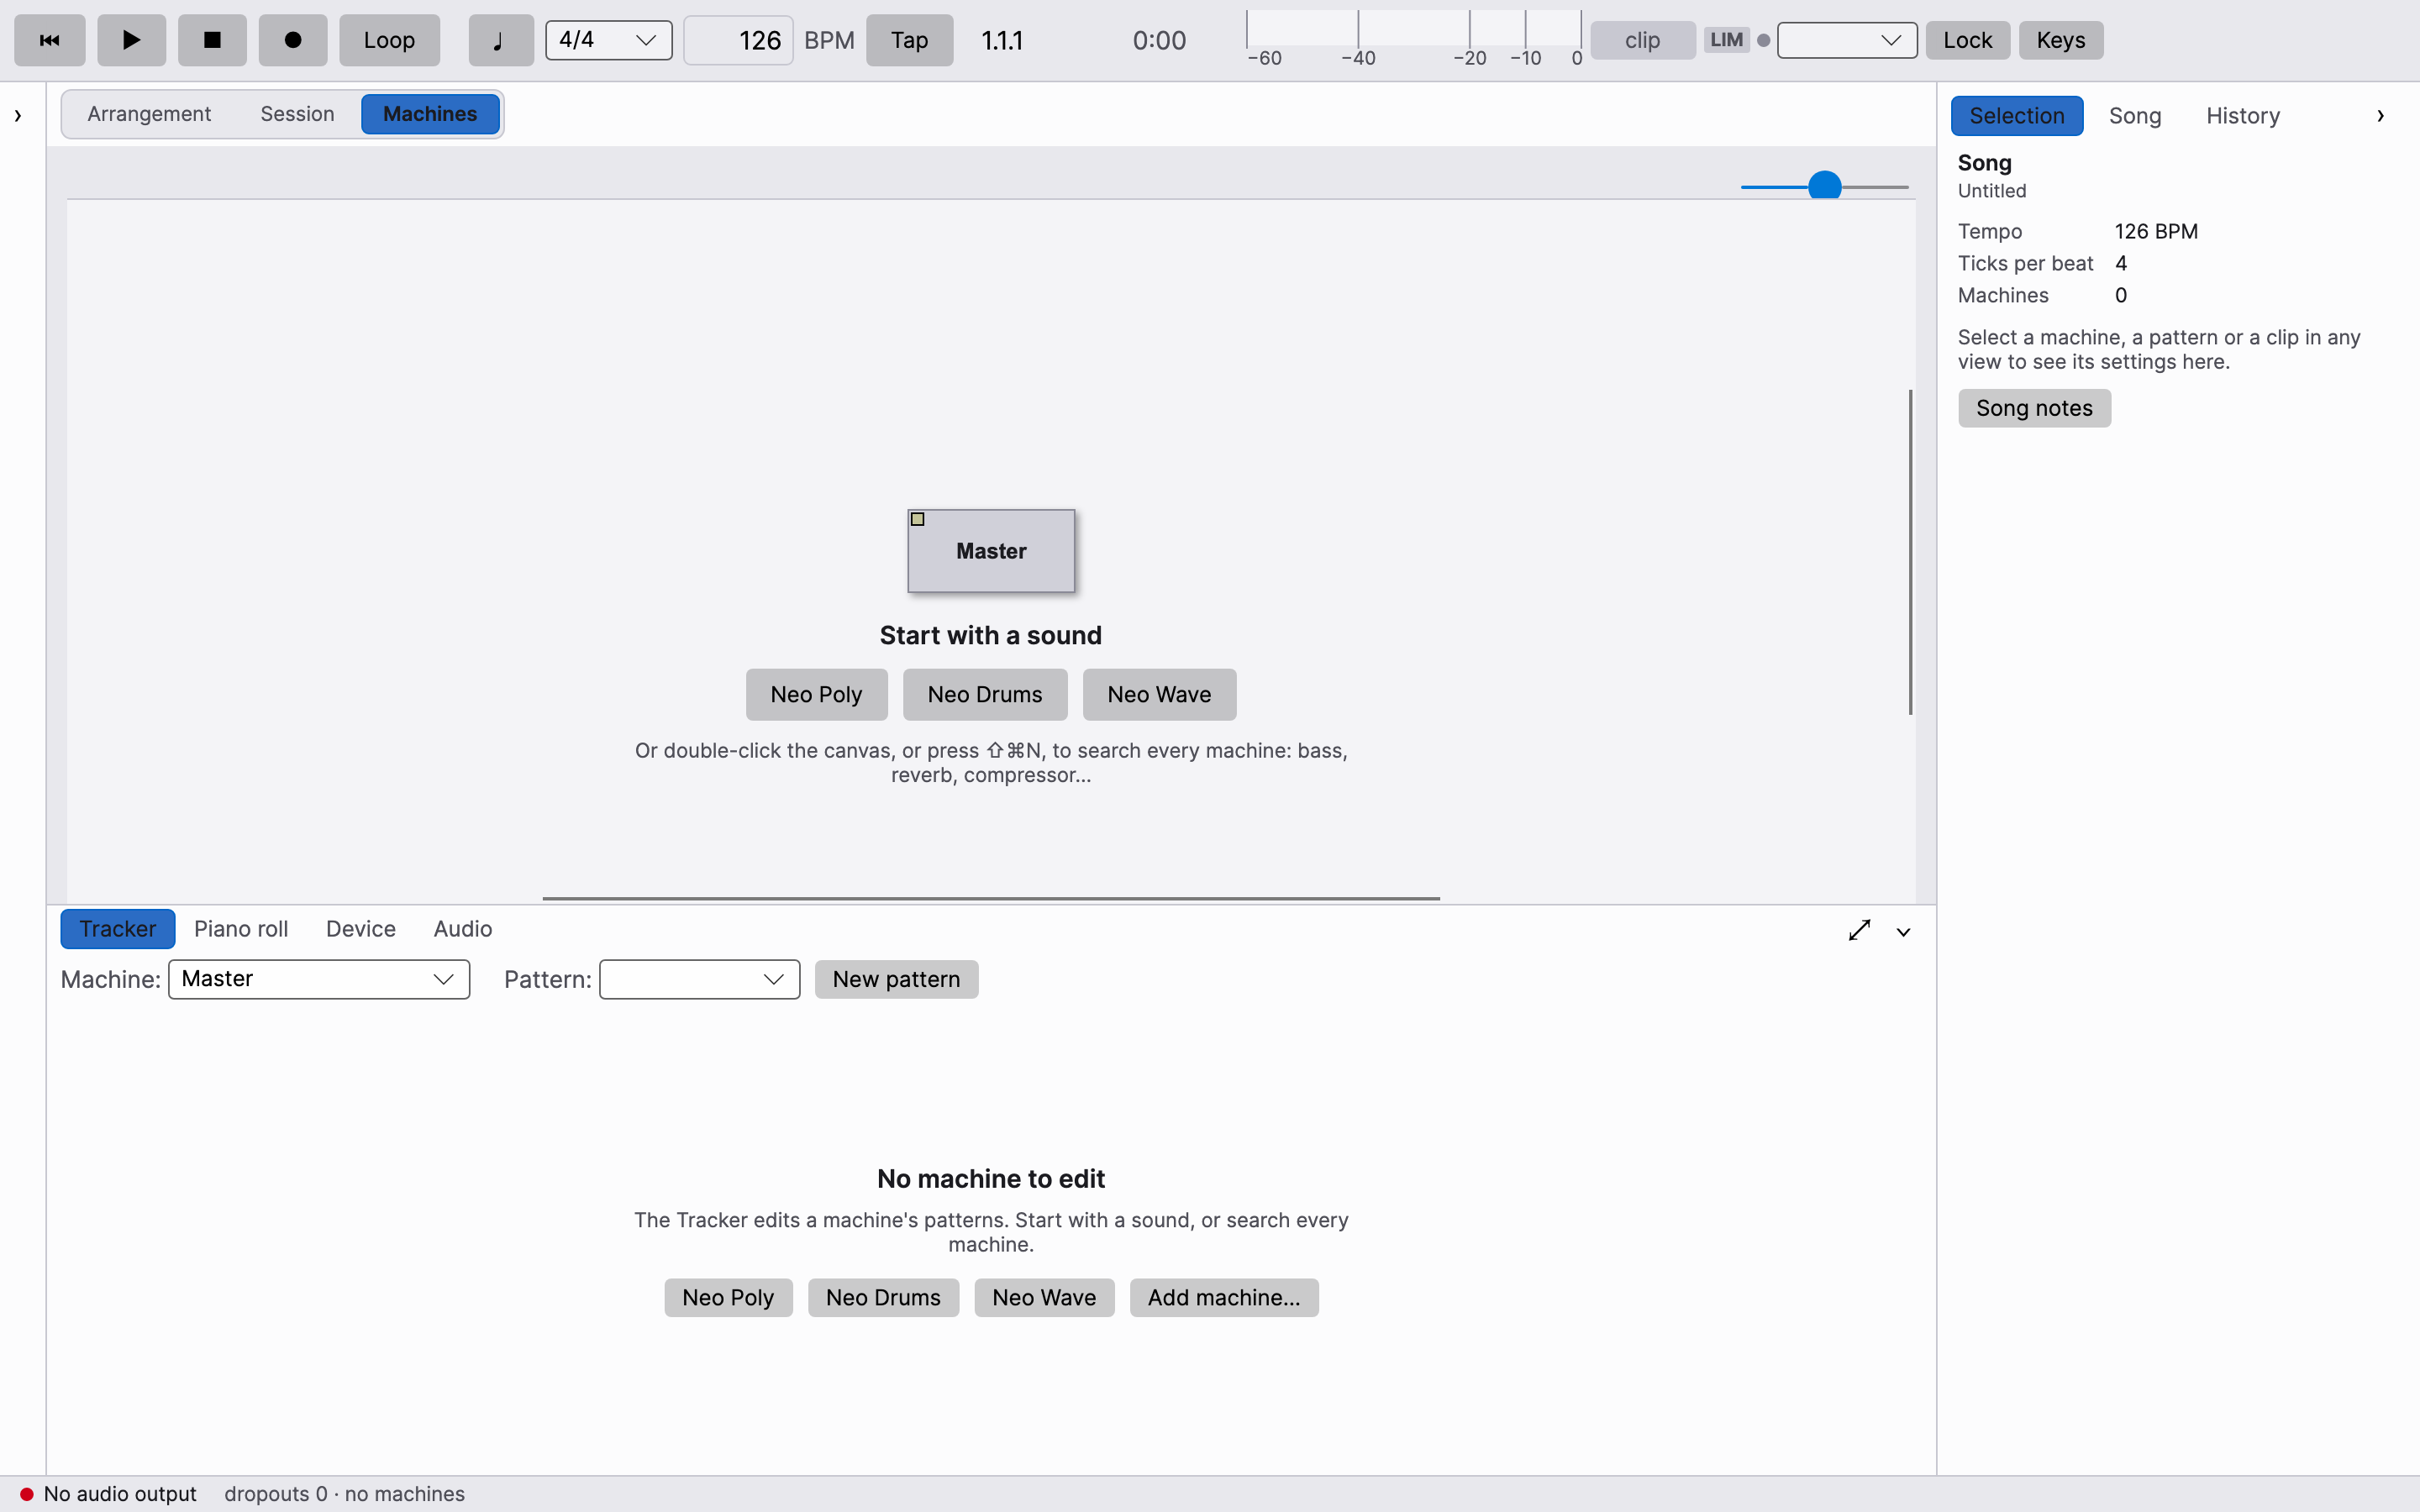 Loop
4/4
126 BPM
Tap
1.1.1
0:00
−60 −40 −20 −10 0
clip
LIM
Lock
Keys
Arrangement Session Machines
Selection Song History
Song
Untitled
Tempo 126 BPM
Ticks per beat 4
Machines 0
Select a machine, a pattern or a clip in any
view to see its settings here.
Song notes
Master
Start with a sound
Neo Poly Neo Drums Neo Wave
Or double-click the canvas, or press ⇧⌘N, to search every machine: bass,
reverb, compressor...
Tracker Piano roll Device Audio
Machine: Master Pattern: New pattern
No machine to edit
The Tracker edits a machine's patterns. Start with a sound, or search every
machine.
Neo Poly Neo Drums Neo Wave Add machine...
No audio output dropouts 0 · no machines